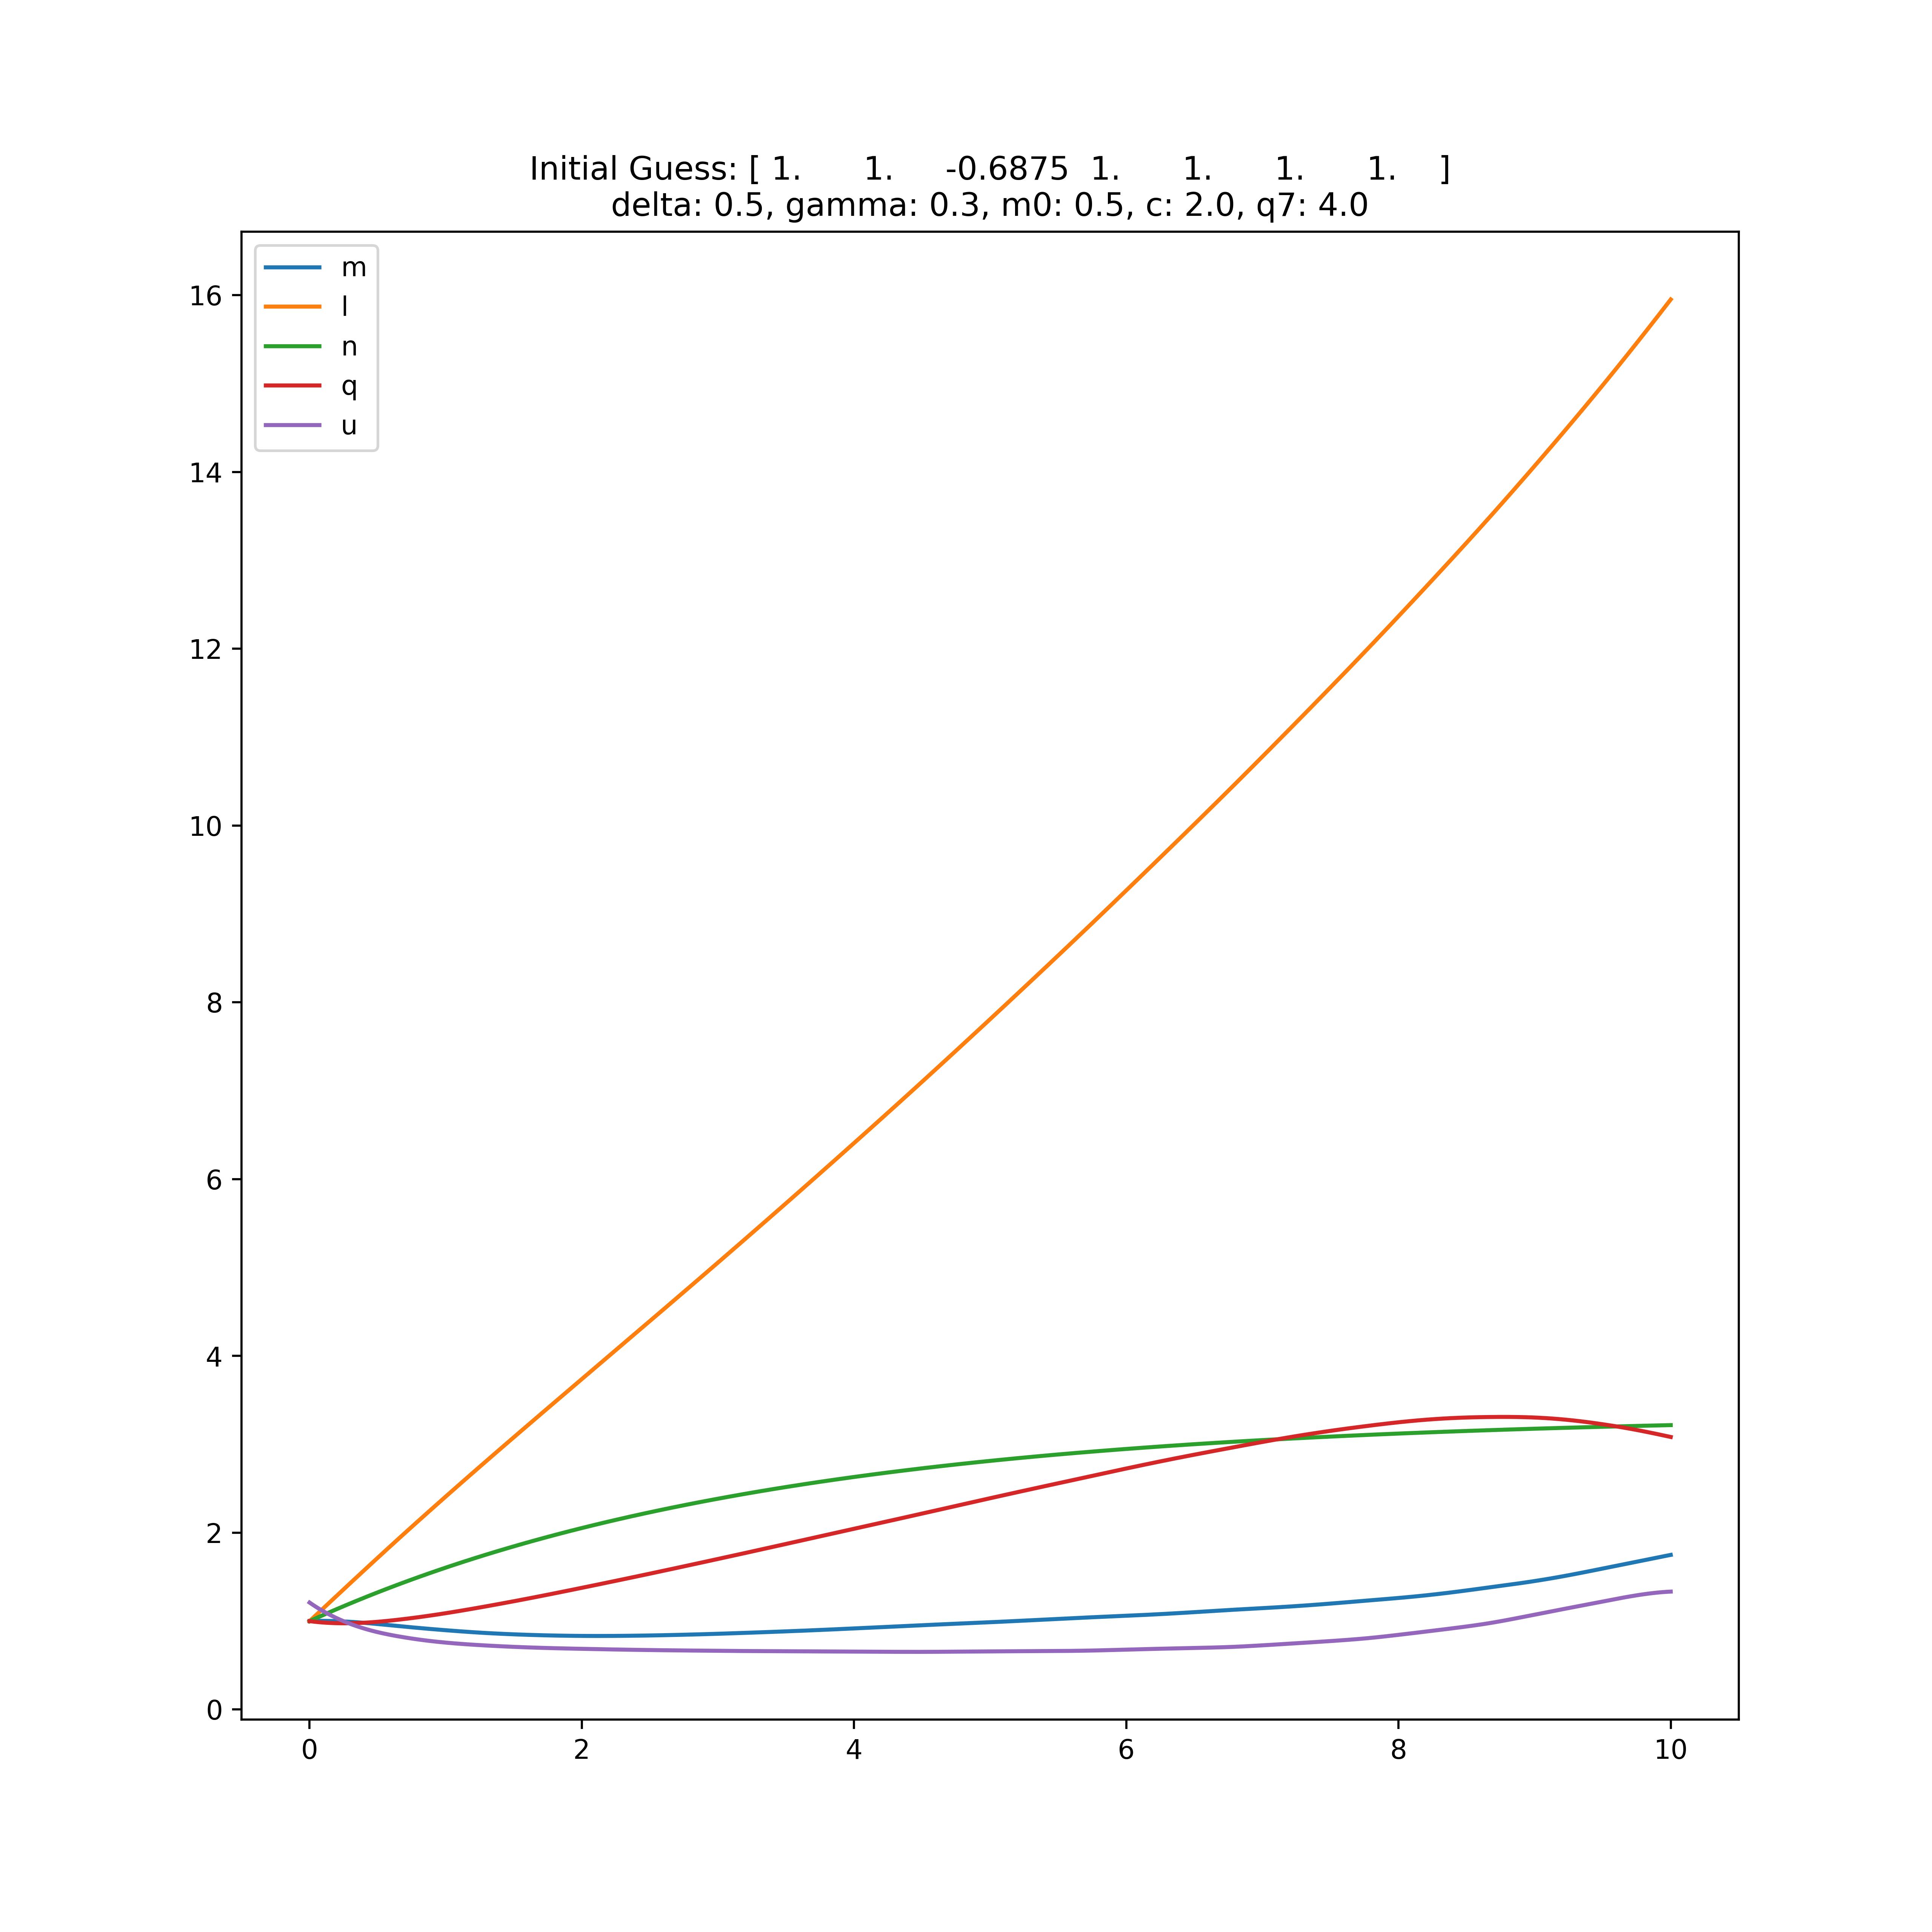 Initial Guess: [ 1. 1. -0.6875 1. 1. 1. 1. ]
delta: 0.5, gamma: 0.3, m0: 0.5, c: 2.0, q7: 4.0
m
l
n
q
u
16
14
12
10
8
6
4
2
0
0 2 4 6 8 10